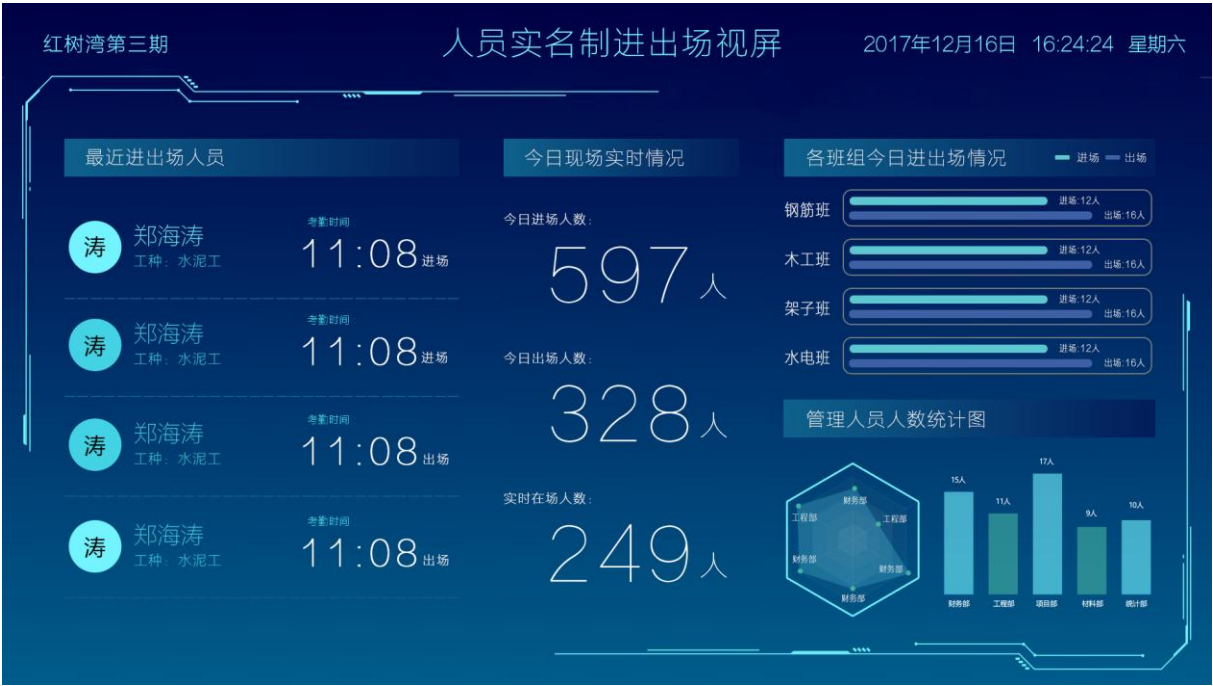 红树湾第三期
人员实名制进出场视屏
2017年12月16日 16:24:24 星期六
最近进出场人员
涛
郑海涛
工种：水泥工
考勤时间
11:08进场
涛
郑海涛
工种：水泥工
考勤时间
11:08进场
涛
郑海涛
工种：水泥工
考勤时间
11:08出场
涛
郑海涛
工种：水泥工
考勤时间
11:08出场
今日现场实时情况
今日进场人数：
597人
今日出场人数：
328人
实时在场人数：
249人
各班组今日进出场情况
进场 出场
钢筋班
进场:12人
出场:16人
木工班
进场:12人
出场:16人
架子班
进场:12人
出场:16人
水电班
进场:12人
出场:16人
管理人员人数统计图
财务部
工程部
工程部
财务部
财务部
财务部
15人
11人
17人
9人
10人
财务部 工程部 项目部 材料部 统计部